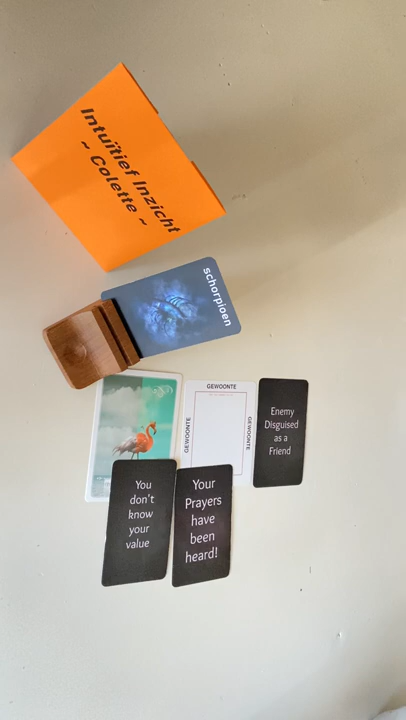 Intuïtief Inzicht
~ Colette ~
schorpioen
GEWOONTE
GEWOONTE
GEWOONTE
Enemy
Disguised
as a
Friend
You
don't
know
your
value
Your
Prayers
have
been
heard!